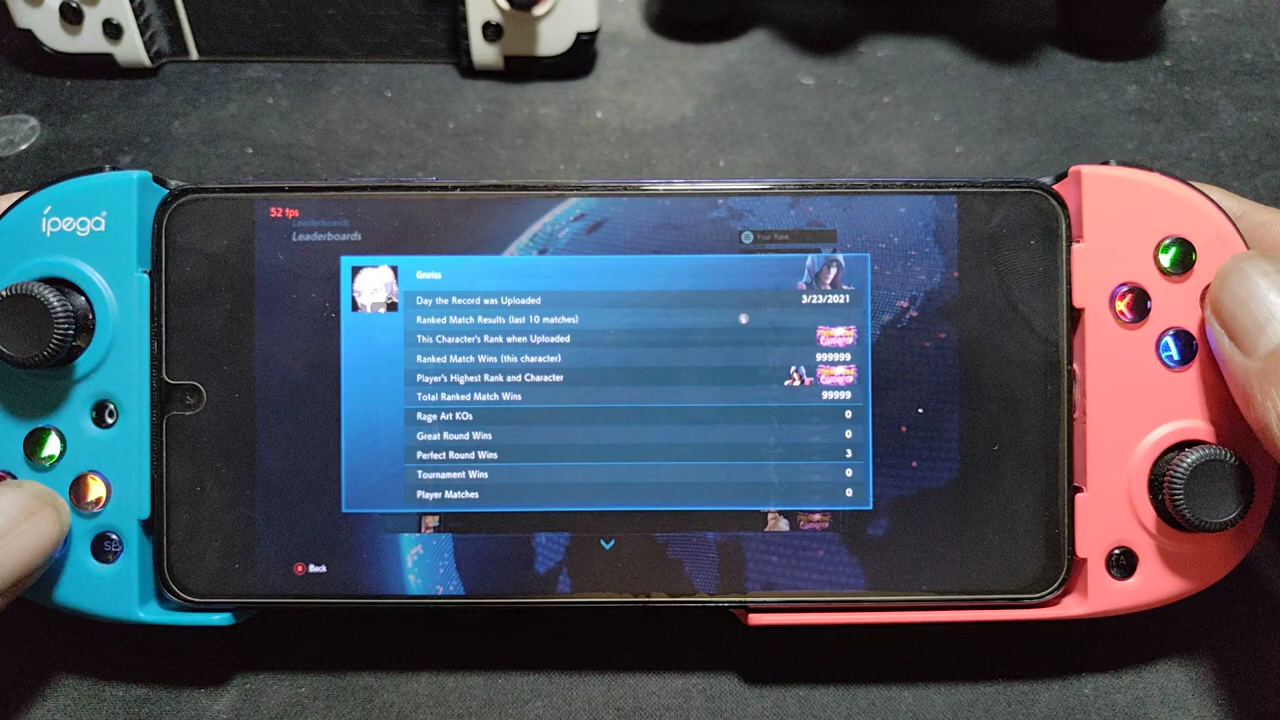 ípega
52 fps
Leaderboards
Leaderboards
Your Rank
Gneiss
Day the Record was Uploaded 3/23/2021
Ranked Match Results (last 10 matches)
This Character's Rank when Uploaded
Ranked Match Wins (this character) 999999
Player's Highest Rank and Character
Total Ranked Match Wins 99999
Rage Art KOs 0
Great Round Wins 0
Perfect Round Wins 3
Tournament Wins 0
Player Matches 0
B Back
Y
X
A
SE